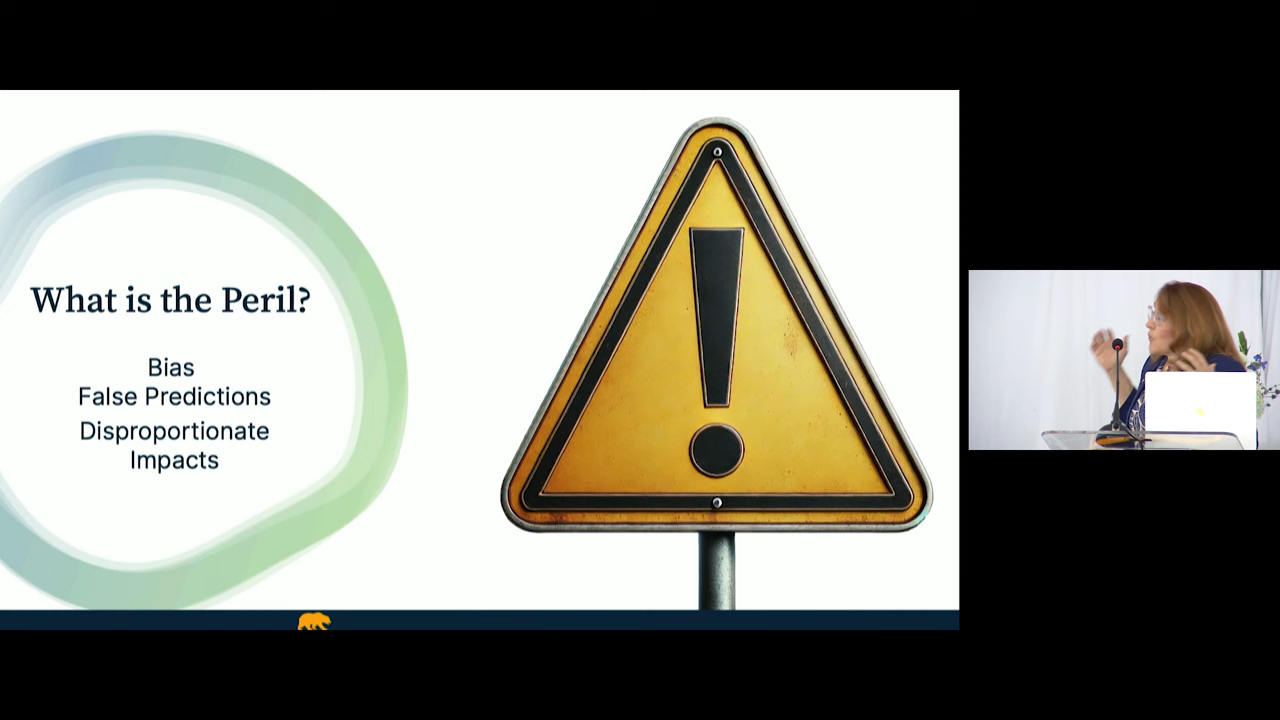 What is the Peril?
Bias
False Predictions
Disproportionate
Impacts